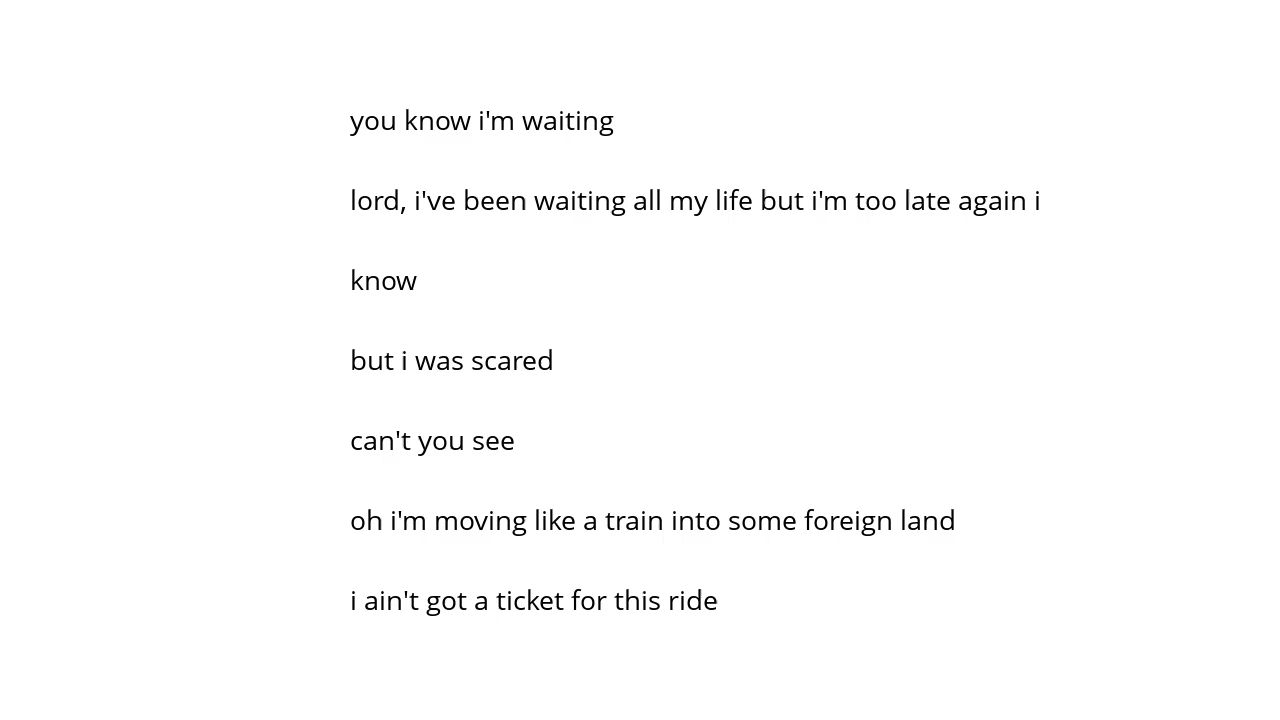 you know i'm waiting
lord, i've been waiting all my life but i'm too late again i
know
but i was scared
can't you see
oh i'm moving like a train into some foreign land
i ain't got a ticket for this ride